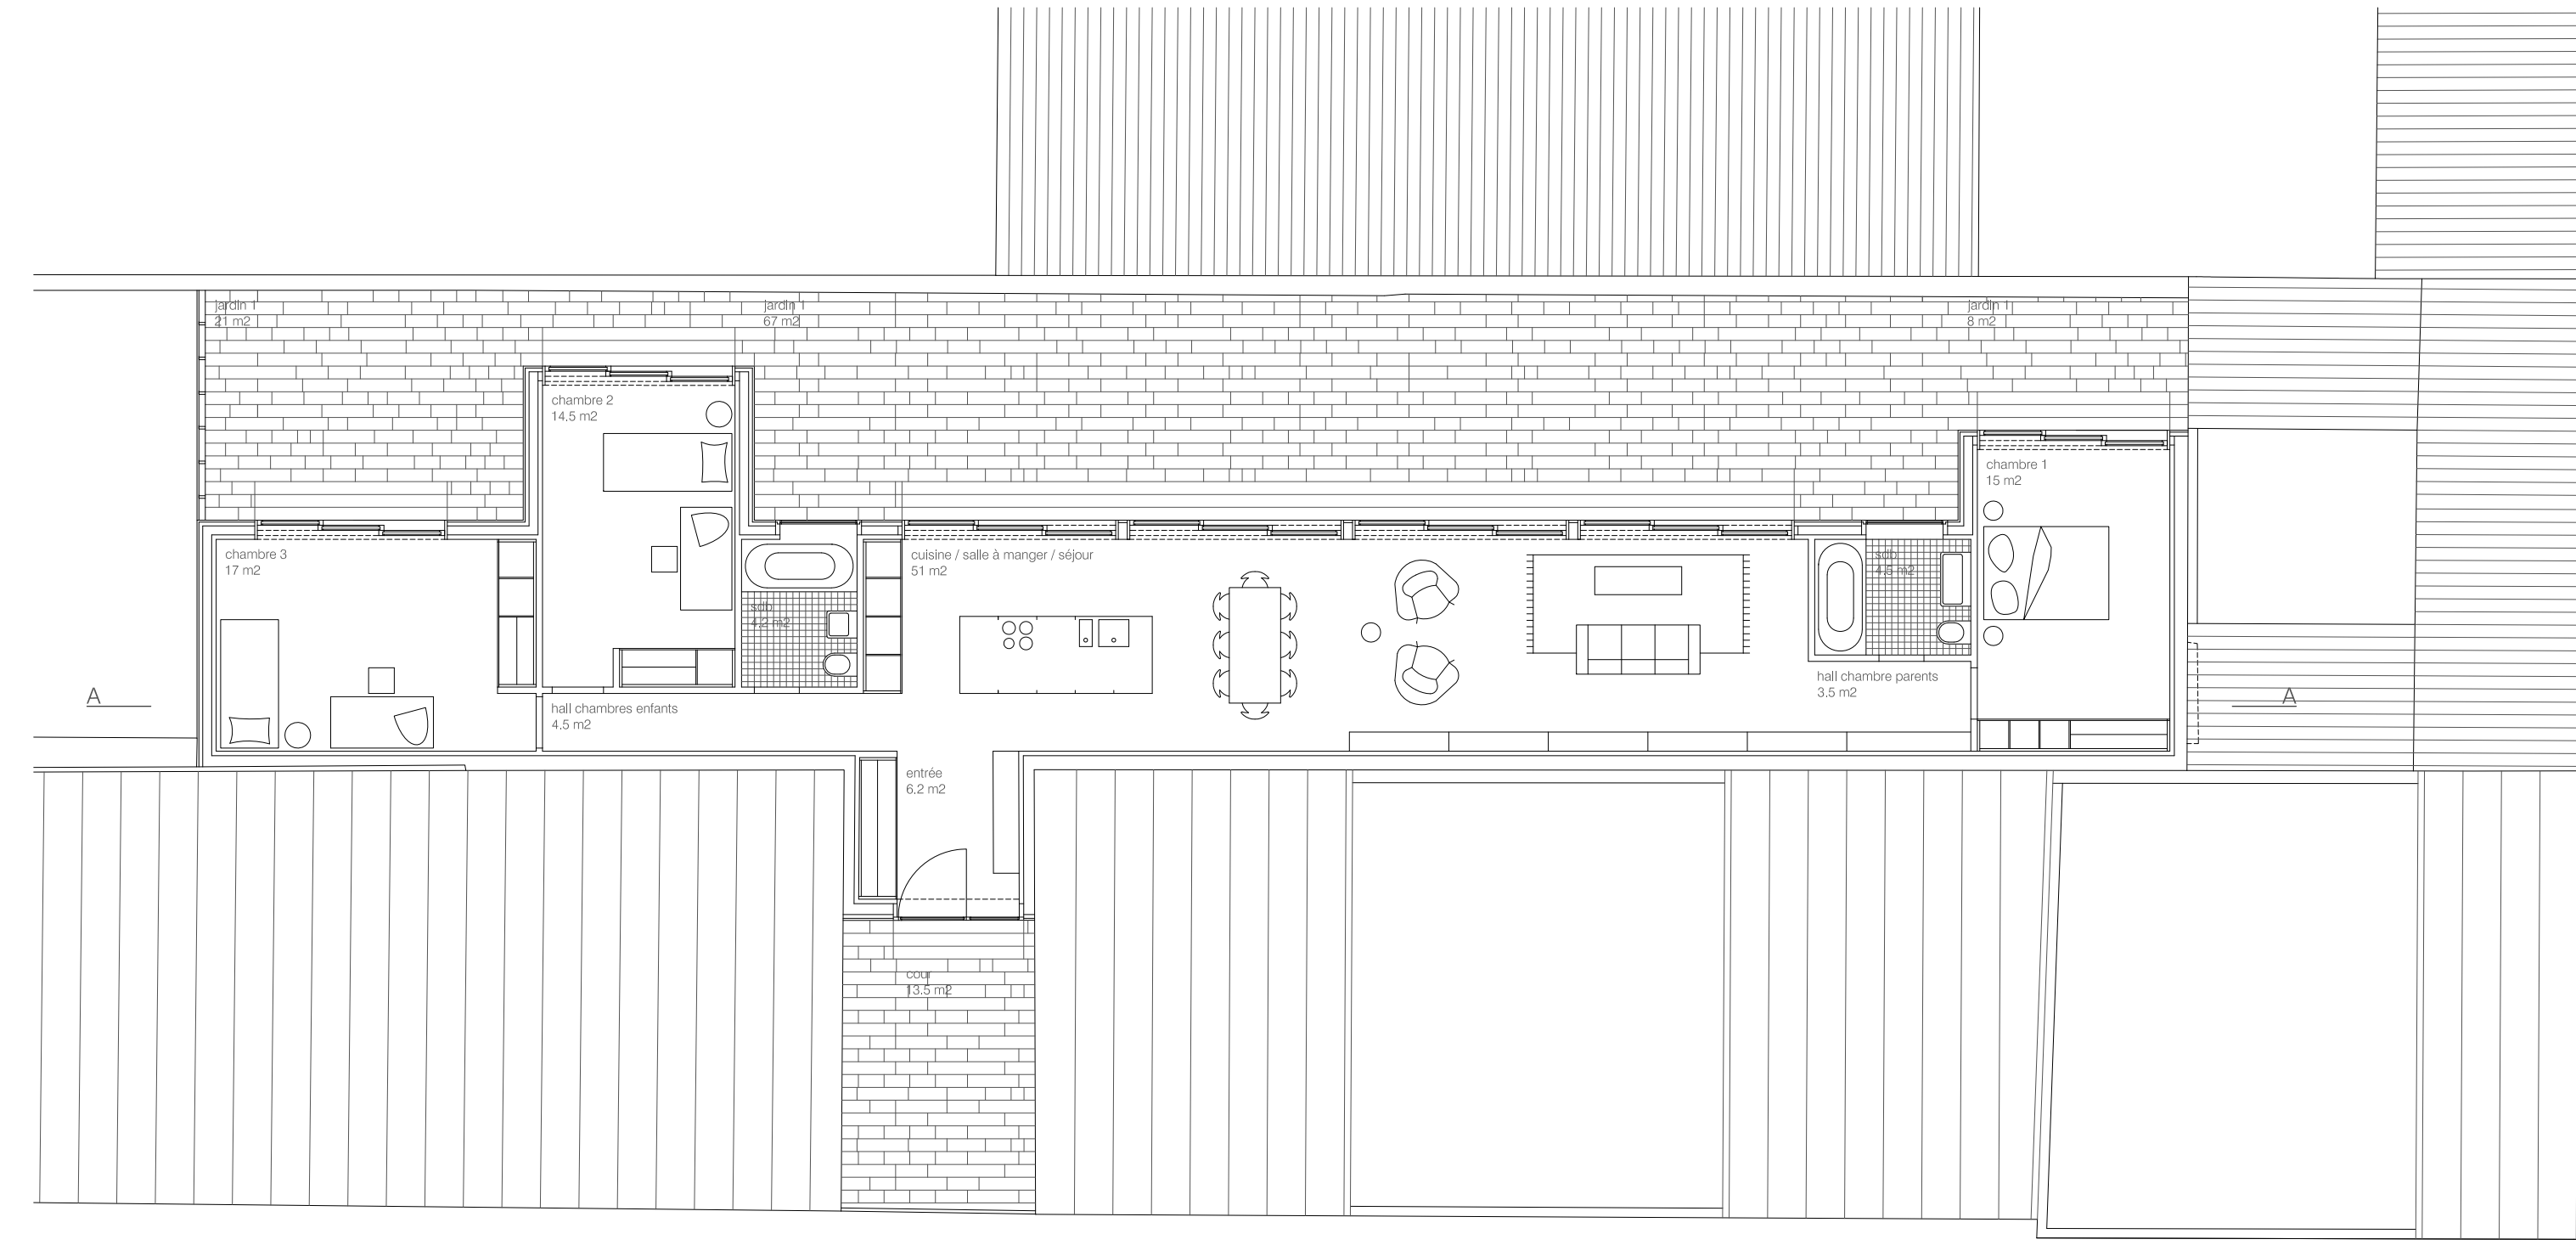 jardin 1
21 m2
jardin 1
67 m2
jardin 1
8 m2
chambre 2
14.5 m2
chambre 1
15 m2
chambre 3
17 m2
cuisine / salle à manger / séjour
51 m2
sdb
4.5 m2
sdb
4.2 m2
hall chambre parents
3.5 m2
A
A
hall chambres enfants
4.5 m2
entrée
6.2 m2
cour
13.5 m2